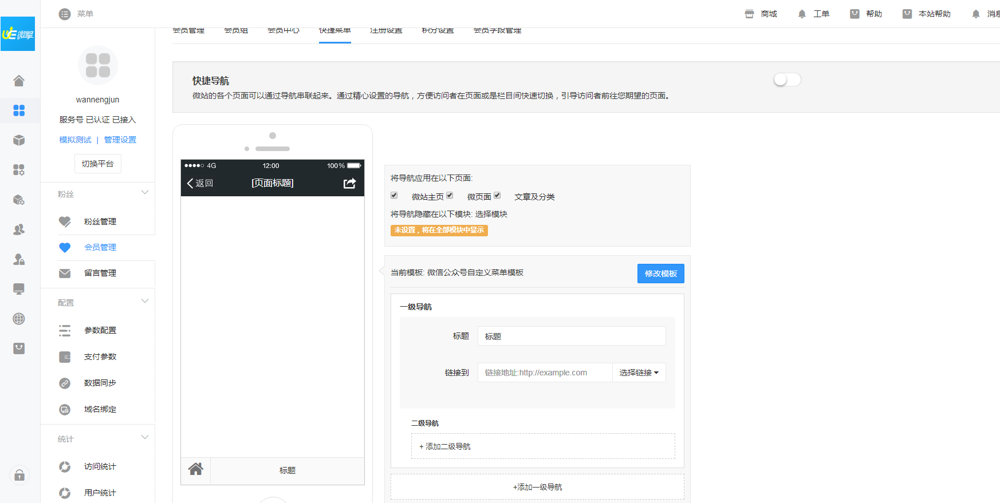 菜单
商城
工单
帮助
本站帮助
消息
微擎
会员管理
会员组
会员中心
快捷菜单
注册设置
积分设置
会员字段管理
wannengjun
服务号 已认证 已接入
模拟测试 | 管理设置
切换平台
粉丝
粉丝管理
会员管理
留言管理
配置
参数配置
支付参数
数据同步
域名绑定
统计
访问统计
用户统计
快捷导航
微站的各个页面可以通过导航串联起来。通过精心设置的导航，方便访问者在页面或是栏目间快速切换，引导访问者前往您期望的页面。
4G 12:00 100%
返回 [页面标题]
标题
将导航应用在以下页面:
微站主页 微页面 文章及分类
将导航隐藏在以下模块: 选择模块
未设置，将在全部模块中显示
当前模板: 微信公众号自定义菜单模板
修改模板
一级导航
标题 标题
链接到 链接地址:http://example.com 选择链接
二级导航
+ 添加二级导航
+添加一级导航